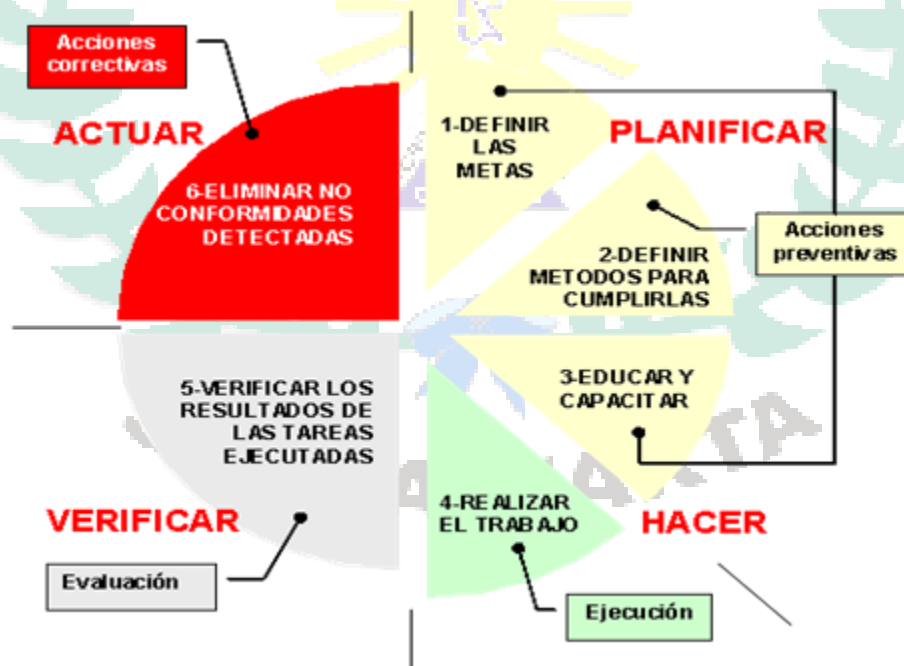 Acciones
correctivas
ACTUAR
6-ELIMINAR NO
CONFORMIDADES
DETECTADAS
1-DEFINIR
LAS
METAS
PLANIFICAR
2-DEFINIR
METODOS PARA
CUMPLIRLAS
Acciones
preventivas
3-EDUCAR Y
CAPACITAR
HACER
4-REALIZAR
EL TRABAJO
Ejecución
5-VERIFICAR LOS
RESULTADOS DE
LAS TAREAS
EJECUTADAS
VERIFICAR
Evaluación